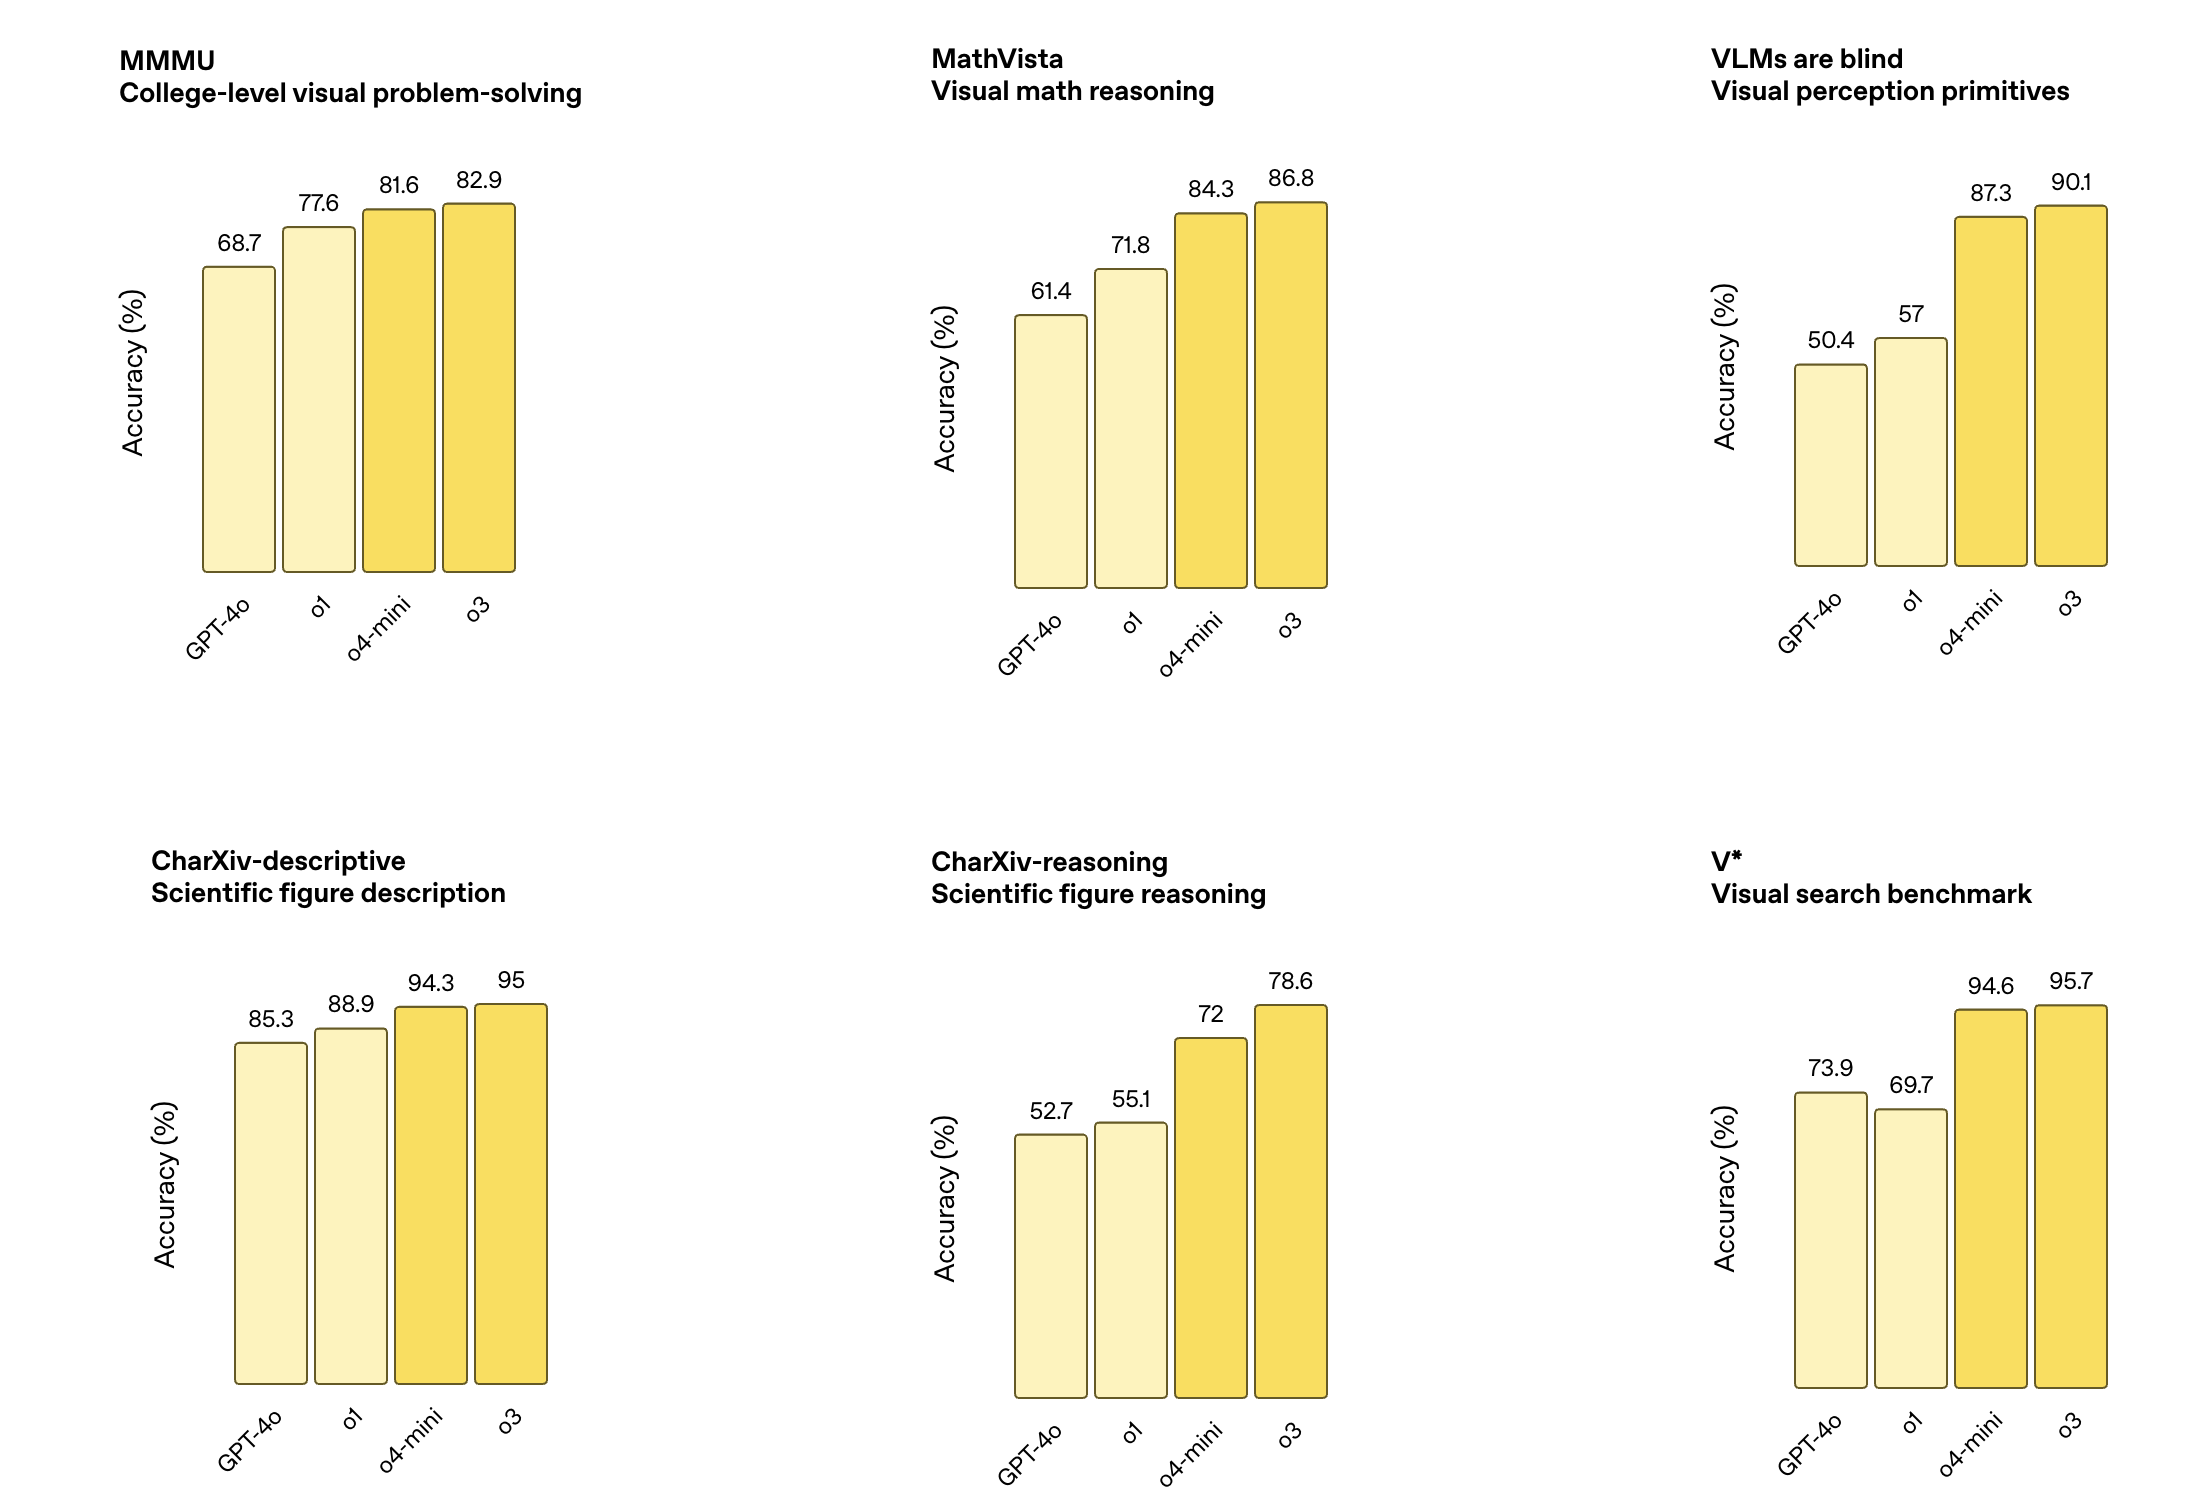 MMMU
College-level visual problem-solving
Accuracy (%)
68.7
77.6
81.6
82.9
GPT-4o
o1
o4-mini
o3
MathVista
Visual math reasoning
Accuracy (%)
61.4
71.8
84.3
86.8
GPT-4o
o1
o4-mini
o3
VLMs are blind
Visual perception primitives
Accuracy (%)
50.4
57
87.3
90.1
GPT-4o
o1
o4-mini
o3
CharXiv-descriptive
Scientific figure description
Accuracy (%)
85.3
88.9
94.3
95
GPT-4o
o1
o4-mini
o3
CharXiv-reasoning
Scientific figure reasoning
Accuracy (%)
52.7
55.1
72
78.6
GPT-4o
o1
o4-mini
o3
V*
Visual search benchmark
Accuracy (%)
73.9
69.7
94.6
95.7
GPT-4o
o1
o4-mini
o3